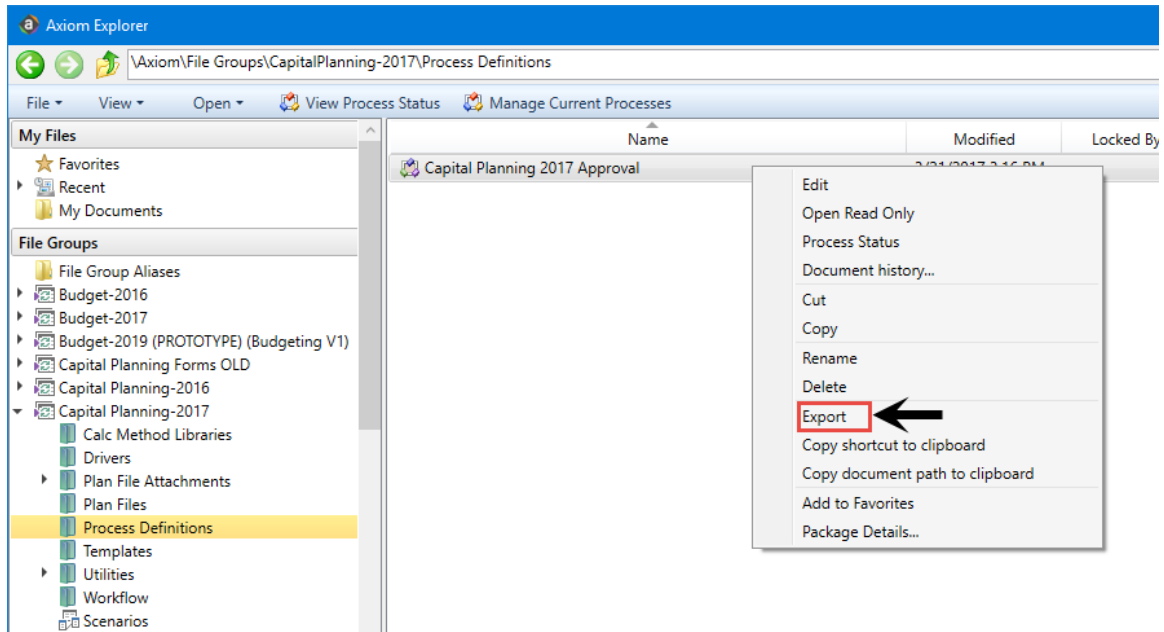 Axiom Explorer
\Axiom\File Groups\CapitalPlanning-2017\Process Definitions
File View Open View Process Status Manage Current Processes
My Files
Favorites
Recent
My Documents
File Groups
File Group Aliases
Budget-2016
Budget-2017
Budget-2019 (PROTOTYPE) (Budgeting V1)
Capital Planning Forms OLD
Capital Planning-2016
Capital Planning-2017
Calc Method Libraries
Drivers
Plan File Attachments
Plan Files
Process Definitions
Templates
Utilities
Workflow
Scenarios
Name Modified Locked By
Capital Planning 2017 Approval
Edit
Open Read Only
Process Status
Document history...
Cut
Copy
Rename
Delete
Export
Copy shortcut to clipboard
Copy document path to clipboard
Add to Favorites
Package Details...